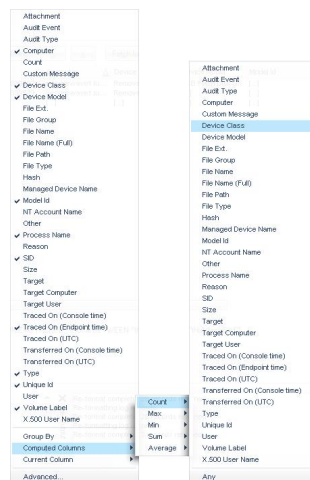 Attachment
Audit Event
Audit Type
Computer
Count
Custom Message
Device Class
Device Model
File Ext.
File Group
File Name
File Name (Full)
File Path
File Type
Hash
Managed Device Name
Model Id
NT Account Name
Other
Process Name
Reason
SID
Size
Target
Target Computer
Target User
Traced On (Console time)
Traced On (Endpoint time)
Traced On (UTC)
Transferred On (Console time)
Transferred On (UTC)
Type
Unique Id
User
Volume Label
X.500 User Name
Group By
Computed Columns
Current Column
Advanced...
Count
Max
Min
Sum
Average
Attachment
Audit Event
Audit Type
Computer
Custom Message
Device Class
Device Model
File Ext.
File Group
File Name
File Name (Full)
File Path
File Type
Hash
Managed Device Name
Model Id
NT Account Name
Other
Process Name
Reason
SID
Size
Target
Target Computer
Target User
Traced On (Console time)
Traced On (Endpoint time)
Traced On (UTC)
Transferred On (Console time)
Transferred On (UTC)
Type
Unique Id
User
Volume Label
X.500 User Name
Any